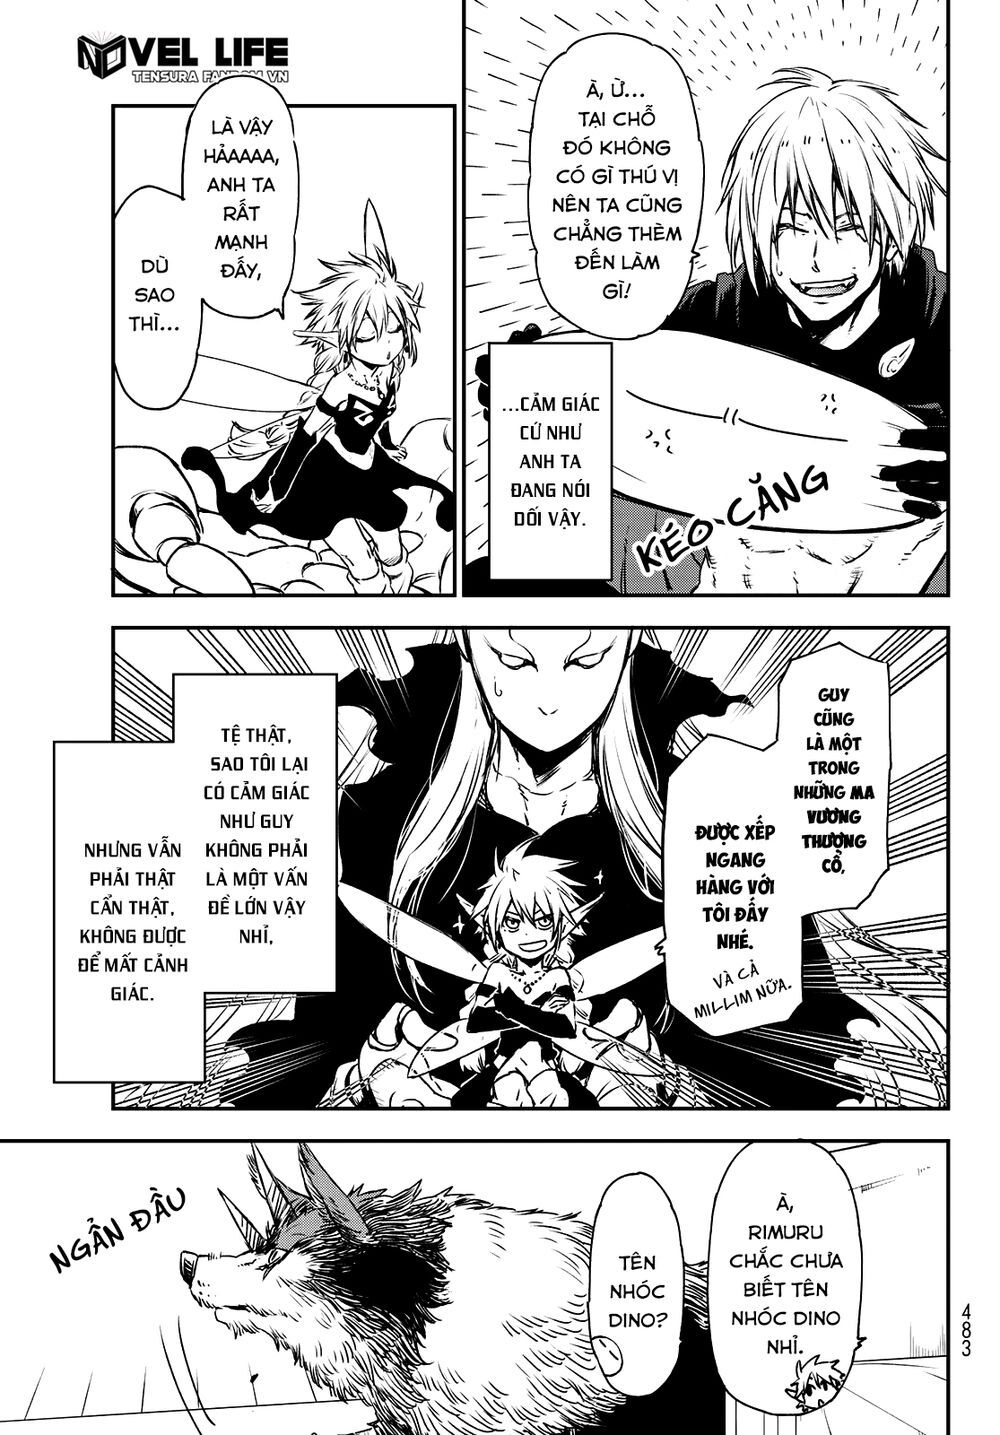 NOVEL LIFE
TENSURA FANDOM VN
À, Ừ...
TẠI CHỖ
ĐÓ KHÔNG
CÓ GÌ THÚ VỊ
NÊN TA CŨNG
CHẲNG THÈM
ĐẾN LÀM
GÌ!
...CẢM GIÁC
CỨ NHƯ
ANH TA
ĐANG NÓI
DỐI VẬY.
KÉO CĂNG
LÀ VẬY
HẢAAAA,
ANH TA
RẤT
MẠNH
ĐẤY,
DÙ
SAO
THÌ...
GUY
CŨNG
LÀ MỘT
TRONG
NHỮNG MA
VƯƠNG
THƯỢNG
CỔ,
ĐƯỢC XẾP
NGANG
HÀNG VỚI
TÔI ĐẤY
NHÉ.
VÀ CẢ
MILLIM NỮA.
TỆ THẬT,
SAO TÔI LẠI
CÓ CẢM GIÁC
NHƯ GUY
KHÔNG PHẢI
LÀ MỘT VẤN
ĐỀ LỚN VẬY
NHỈ,
NHƯNG VẪN
PHẢI THẬT
CẨN THẬT,
KHÔNG ĐƯỢC
ĐỂ MẤT CẢNH
GIÁC.
À,
RIMURU
CHẮC CHƯA
BIẾT TÊN
NHÓC DINO
NHỈ.
TÊN
NHÓC
DINO?
NGẨN ĐẦU
483